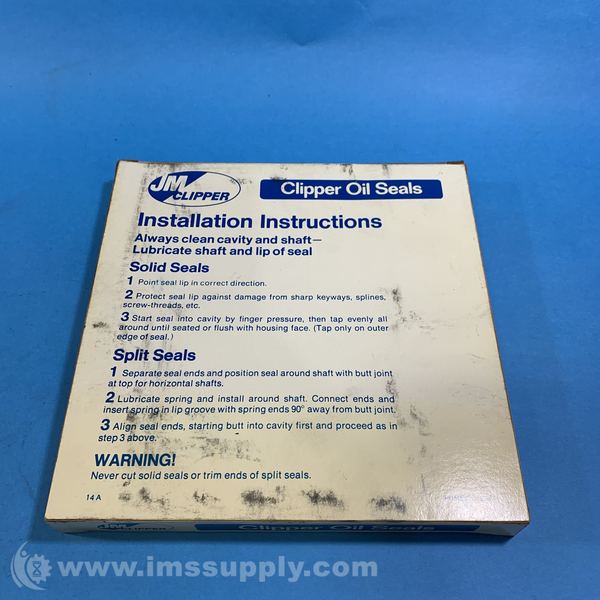 JM
CLIPPER
Clipper Oil Seals
Installation Instructions
Always clean cavity and shaft—
Lubricate shaft and lip of seal
Solid Seals
1 Point seal lip in correct direction.
2 Protect seal lip against damage from sharp keyways, splines,
screw-threads, etc.
3 Start seal into cavity by finger pressure, then tap evenly all
around until seated or flush with housing face. (Tap only on outer
edge of seal.)
Split Seals
1 Separate seal ends and position seal around shaft with butt joint
at top for horizontal shafts.
2 Lubricate spring and install around shaft. Connect ends and
insert spring in lip groove with spring ends 90° away from butt joint.
3 Align seal ends, starting butt into cavity first and proceed as in
step 3 above.
WARNING!
Never cut solid seals or trim ends of split seals.
14 A
JM CLIPPER
Clipper Oil Seals
www.imssupply.com